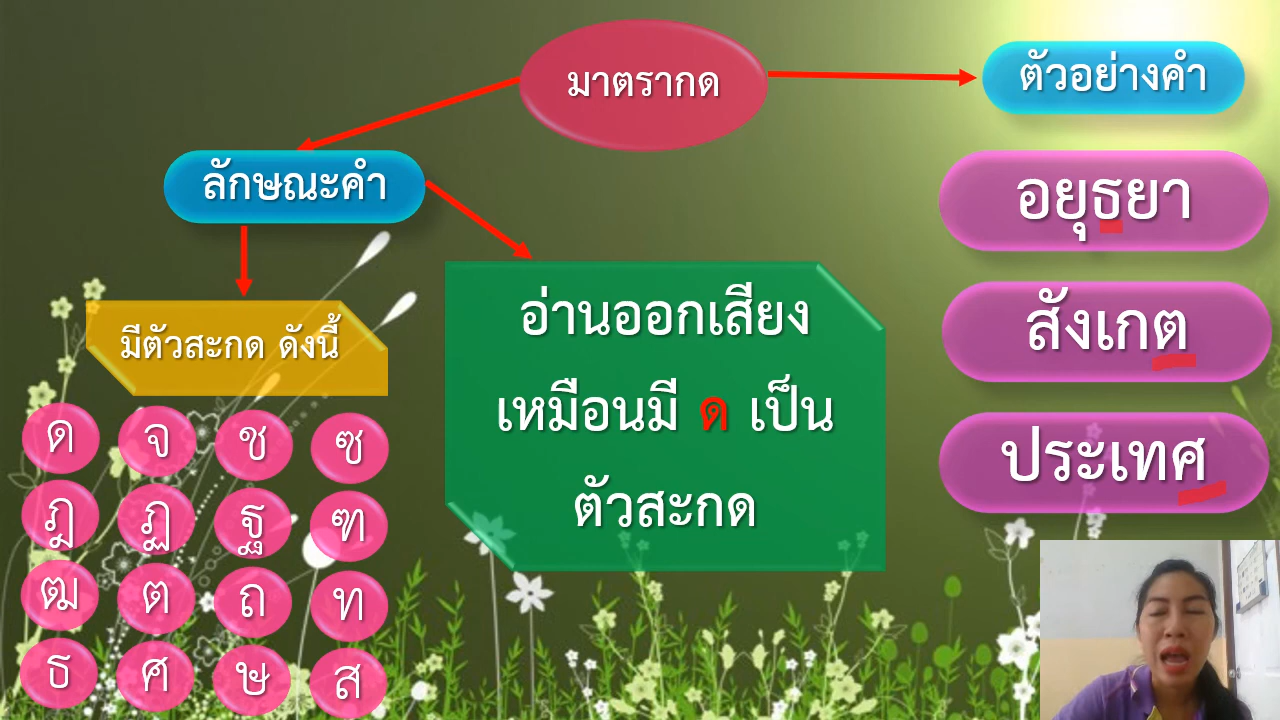 มาตรากด
ตัวอย่างคำ
ลักษณะคำ
อยุธยา
สังเกต
ประเทศ
มีตัวสะกด ดังนี้
อ่านออกเสียง
เหมือนมี ด เป็น
ตัวสะกด
ด จ ช ซ
ฎ ฏ ฐ ฑ
ฒ ต ถ ท
ธ ศ ษ ส